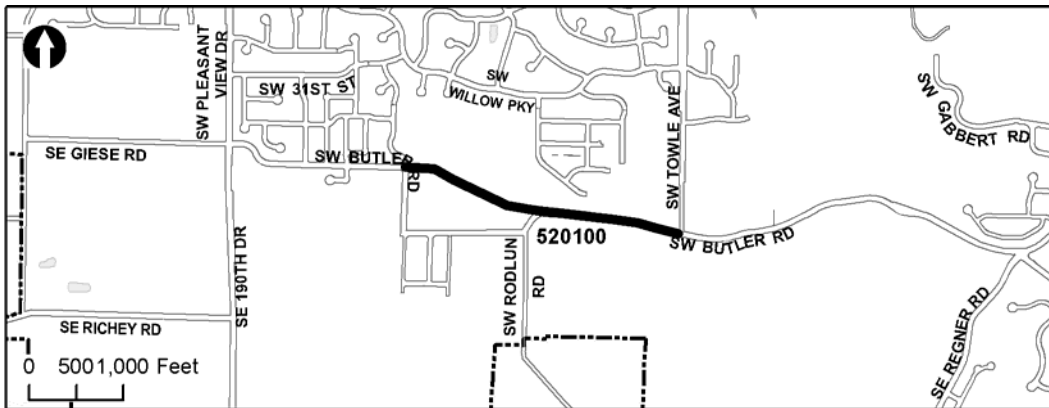 SW PLEASANT
VIEW DR
SW 31ST ST
SW
WILLOW PKY
SW TOWLE AVE
SW GABBERT RD
SE GIESE RD
SW BUTLER RD
520100
SW BUTLER RD
SE 190TH DR
SW RODLUN
RD
SE RICHEY RD
SE REGNER RD
0 500 1,000 Feet